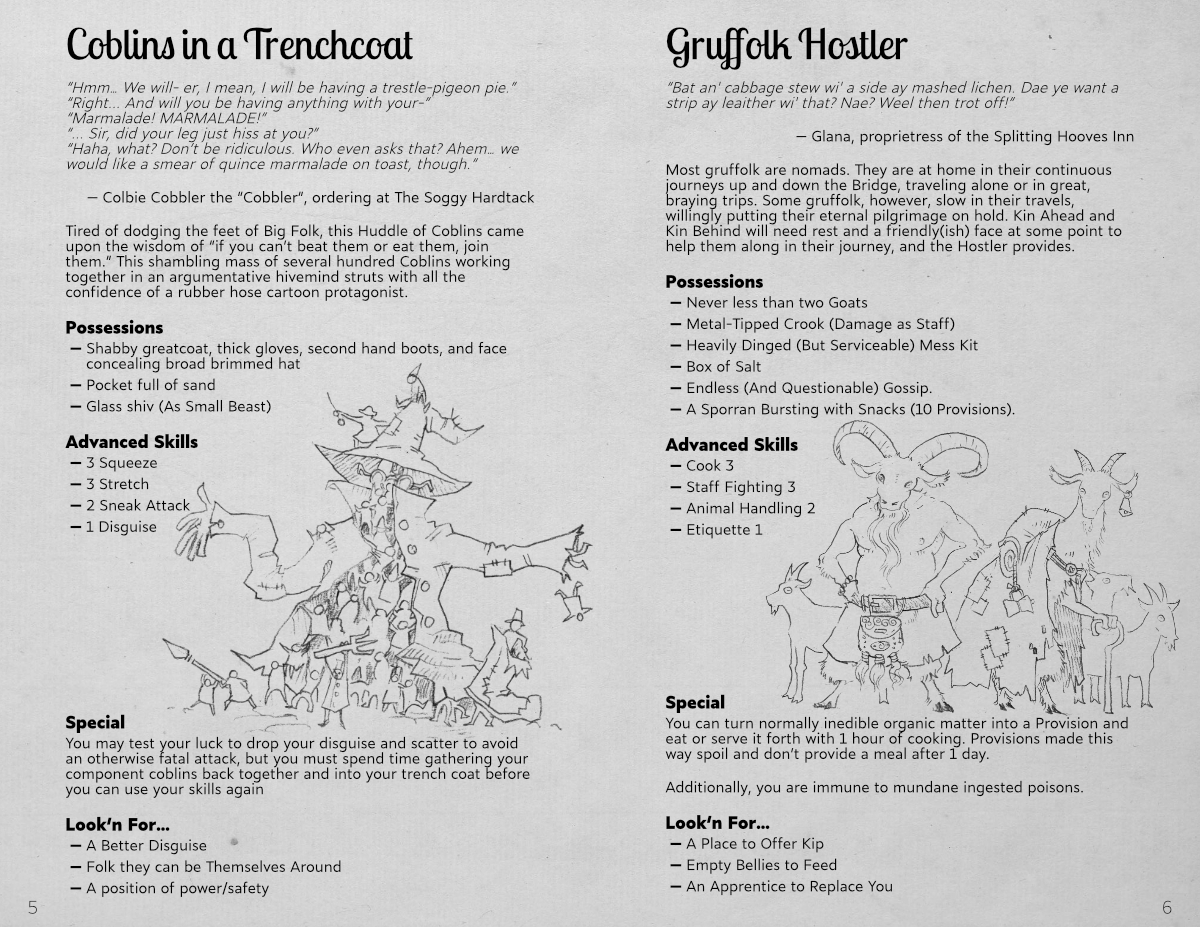 Coblins in a Trenchcoat
"Hmm... We will- er, I mean, I will be having a trestle-pigeon pie."
"Right... And will you be having anything with your-"
"Marmalade! MARMALADE!"
"... Sir, did your leg just hiss at you?"
"Haha, what? Don't be ridiculous. Who even asks that? Ahem... we
would like a smear of quince marmalade on toast, though."
— Colbie Cobbler the "Cobbler", ordering at The Soggy Hardtack
Tired of dodging the feet of Big Folk, this Huddle of Coblins came
upon the wisdom of "if you can't beat them or eat them, join
them." This shambling mass of several hundred Coblins working
together in an argumentative hivemind struts with all the
confidence of a rubber hose cartoon protagonist.
Possessions
— Shabby greatcoat, thick gloves, second hand boots, and face
concealing broad brimmed hat
— Pocket full of sand
— Glass shiv (As Small Beast)
Advanced Skills
— 3 Squeeze
— 3 Stretch
— 2 Sneak Attack
— 1 Disguise
Special
You may test your luck to drop your disguise and scatter to avoid
an otherwise fatal attack, but you must spend time gathering your
component coblins back together and into your trench coat before
you can use your skills again
Look'n For...
— A Better Disguise
— Folk they can be Themselves Around
— A position of power/safety
5
Gruffolk Hostler
"Bat an' cabbage stew wi' a side ay mashed lichen. Dae ye want a
strip ay leaither wi' that? Nae? Weel then trot off!"
— Glana, proprietress of the Splitting Hooves Inn
Most gruffolk are nomads. They are at home in their continuous
journeys up and down the Bridge, traveling alone or in great,
braying trips. Some gruffolk, however, slow in their travels,
willingly putting their eternal pilgrimage on hold. Kin Ahead and
Kin Behind will need rest and a friendly(ish) face at some point to
help them along in their journey, and the Hostler provides.
Possessions
— Never less than two Goats
— Metal-Tipped Crook (Damage as Staff)
— Heavily Dinged (But Serviceable) Mess Kit
— Box of Salt
— Endless (And Questionable) Gossip.
— A Sporran Bursting with Snacks (10 Provisions).
Advanced Skills
— Cook 3
— Staff Fighting 3
— Animal Handling 2
— Etiquette 1
Special
You can turn normally inedible organic matter into a Provision and
eat or serve it forth with 1 hour of cooking. Provisions made this
way spoil and don't provide a meal after 1 day.
Additionally, you are immune to mundane ingested poisons.
Look'n For...
— A Place to Offer Kip
— Empty Bellies to Feed
— An Apprentice to Replace You
6